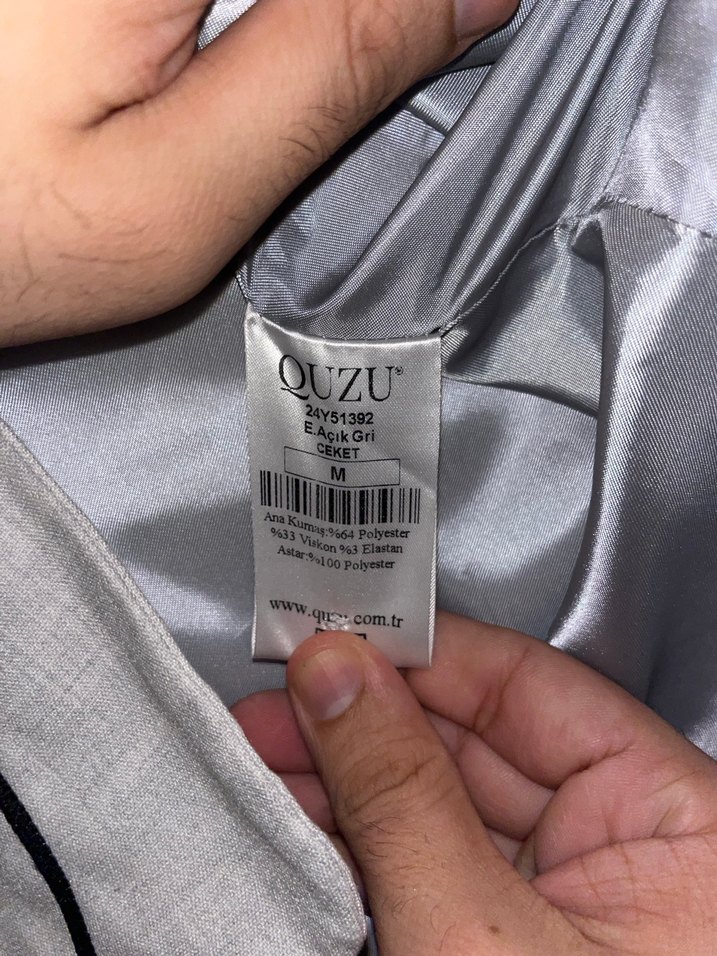 QUZU®
24Y51392
E.Açık Gri
CEKET
M
Ana Kumaş:%64 Polyester
%33 Viskon %3 Elastan
Astar:%100 Polyester
www.quzu.com.tr